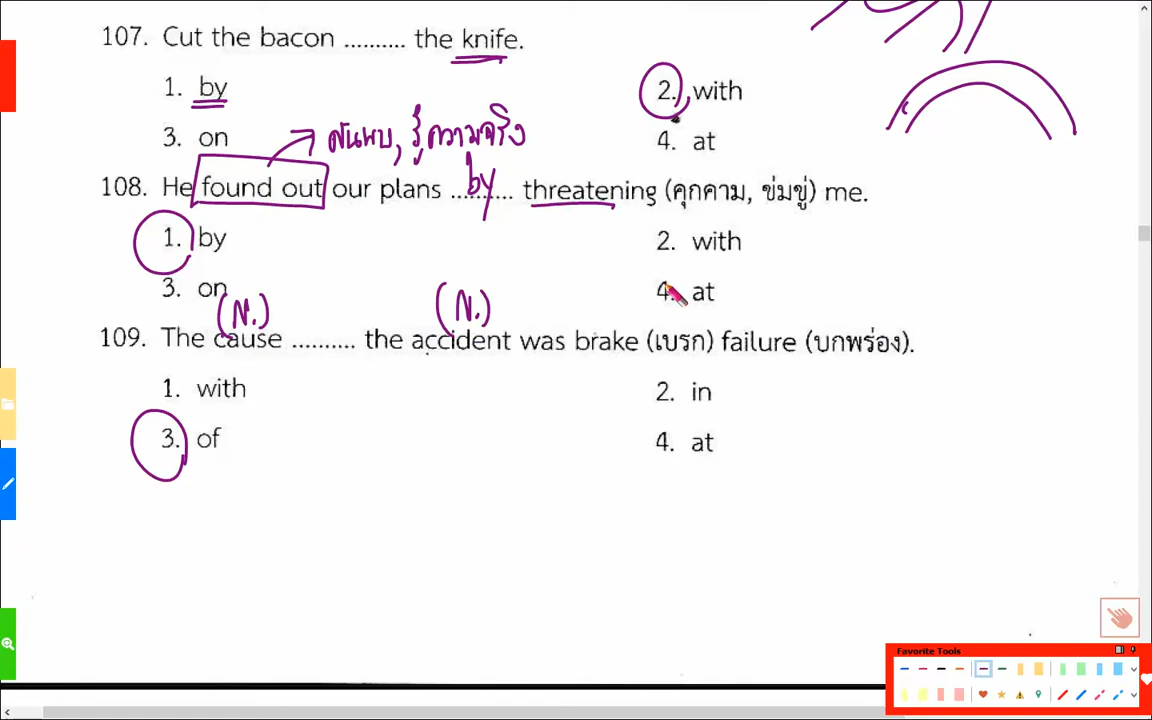 107. Cut the bacon .......... the knife.
1. by 2. with
ค้นพบ, รู้ความจริง
3. on 4. at
by
108. He found out our plans .......... threatening (คุกคาม, ข่มขู่) me.
1. by 2. with
3. on 4. at
(N.) (N.)
109. The cause .......... the accident was brake (เบรก) failure (บกพร่อง).
1. with 2. in
3. of 4. at
Favorite Tools